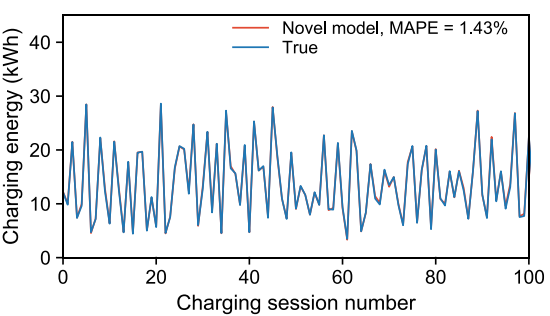 Novel model, MAPE = 1.43%
True
Charging energy (kWh)
40
30
20
10
0
0 20 40 60 80 100
Charging session number